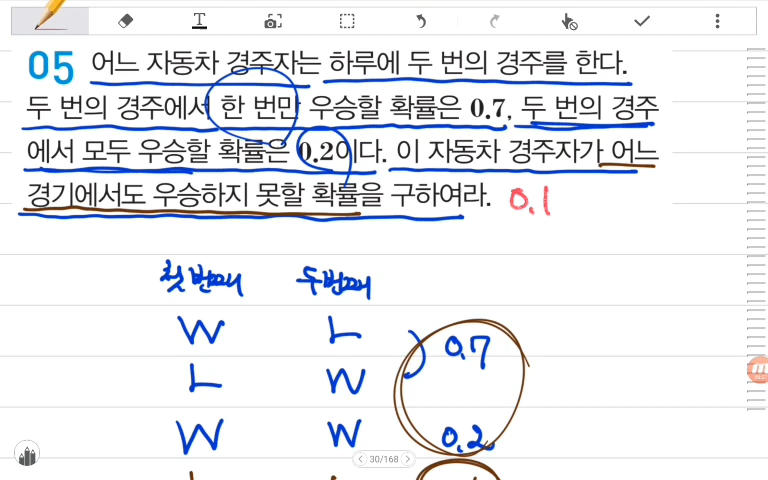 05 어느 자동차 경주자는 하루에 두 번의 경주를 한다.
두 번의 경주에서 한 번만 우승할 확률은 0.7, 두 번의 경주
에서 모두 우승할 확률은 0.2이다. 이 자동차 경주자가 어느
경기에서도 우승하지 못할 확률을 구하여라. 0.1
첫번째 두번째
W L
0.7
L W
W W 0.2
30/168